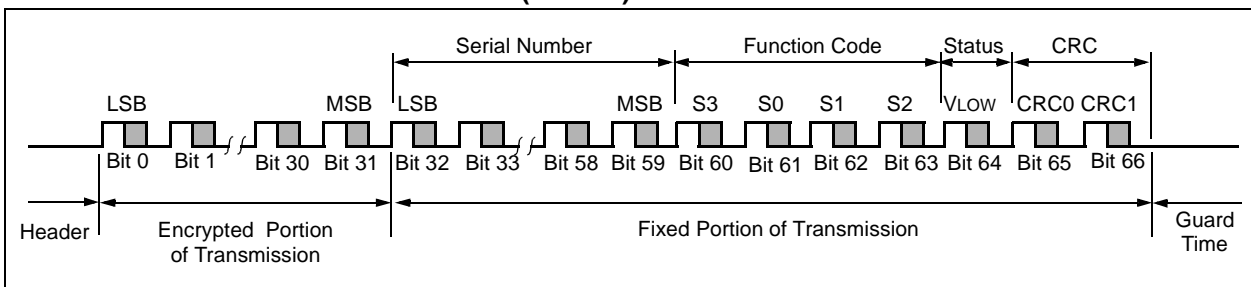 Serial Number Function Code Status CRC
LSB MSB LSB MSB S3 S0 S1 S2 VLOW CRC0 CRC1
Bit 0 Bit 1 Bit 30 Bit 31 Bit 32 Bit 33 Bit 58 Bit 59 Bit 60 Bit 61 Bit 62 Bit 63 Bit 64 Bit 65 Bit 66
Header Encrypted Portion Fixed Portion of Transmission Guard
of Transmission Time